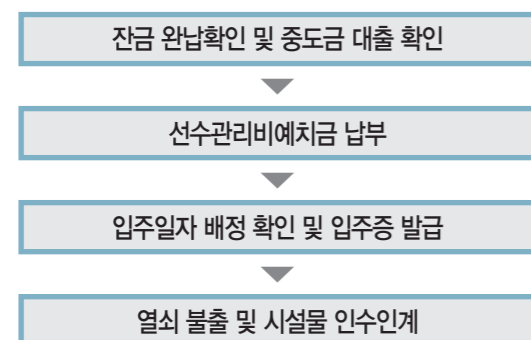 잔금 완납확인 및 중도금 대출 확인
선수관리비예치금 납부
입주일자 배정 확인 및 입주증 발급
열쇠 불출 및 시설물 인수인계